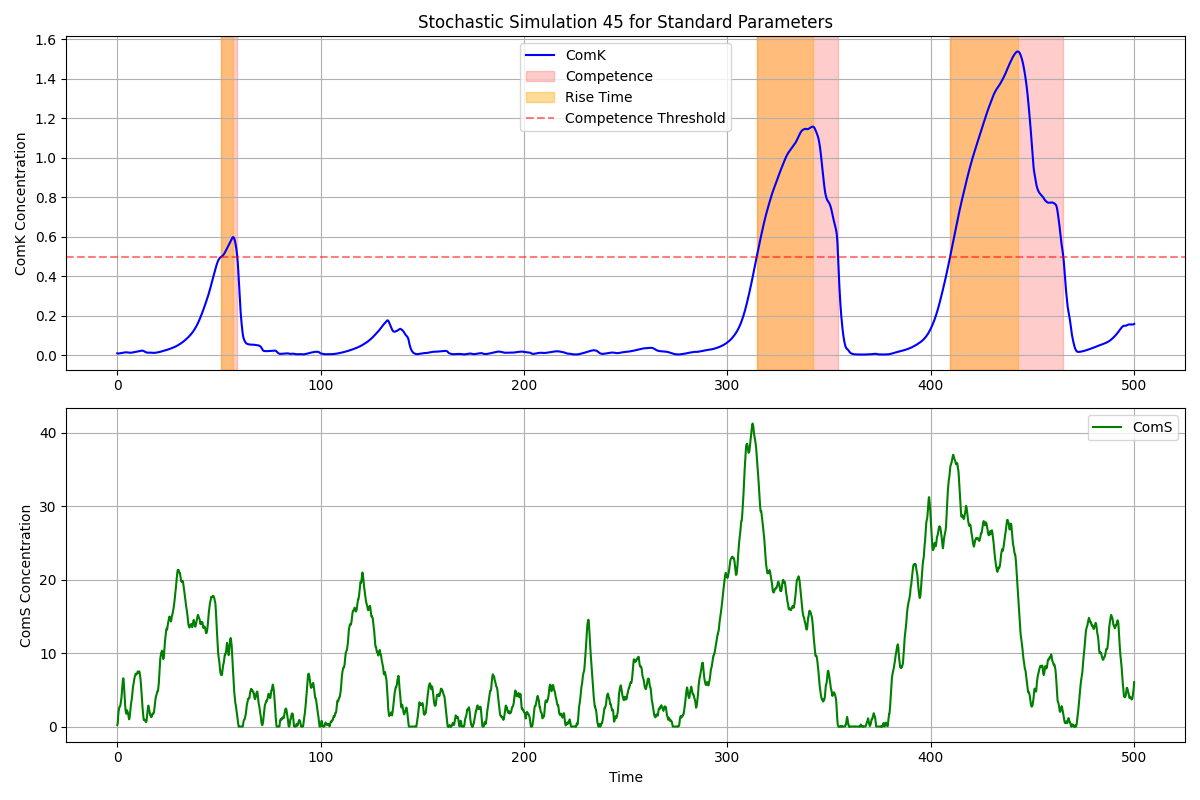 Stochastic Simulation 45 for Standard Parameters
ComK Concentration
1.6
1.4
1.2
1.0
0.8
0.6
0.4
0.2
0.0
ComK
Competence
Rise Time
Competence Threshold
0 100 200 300 400 500
ComS Concentration
40
30
20
10
0
ComS
0 100 200 300 400 500
Time